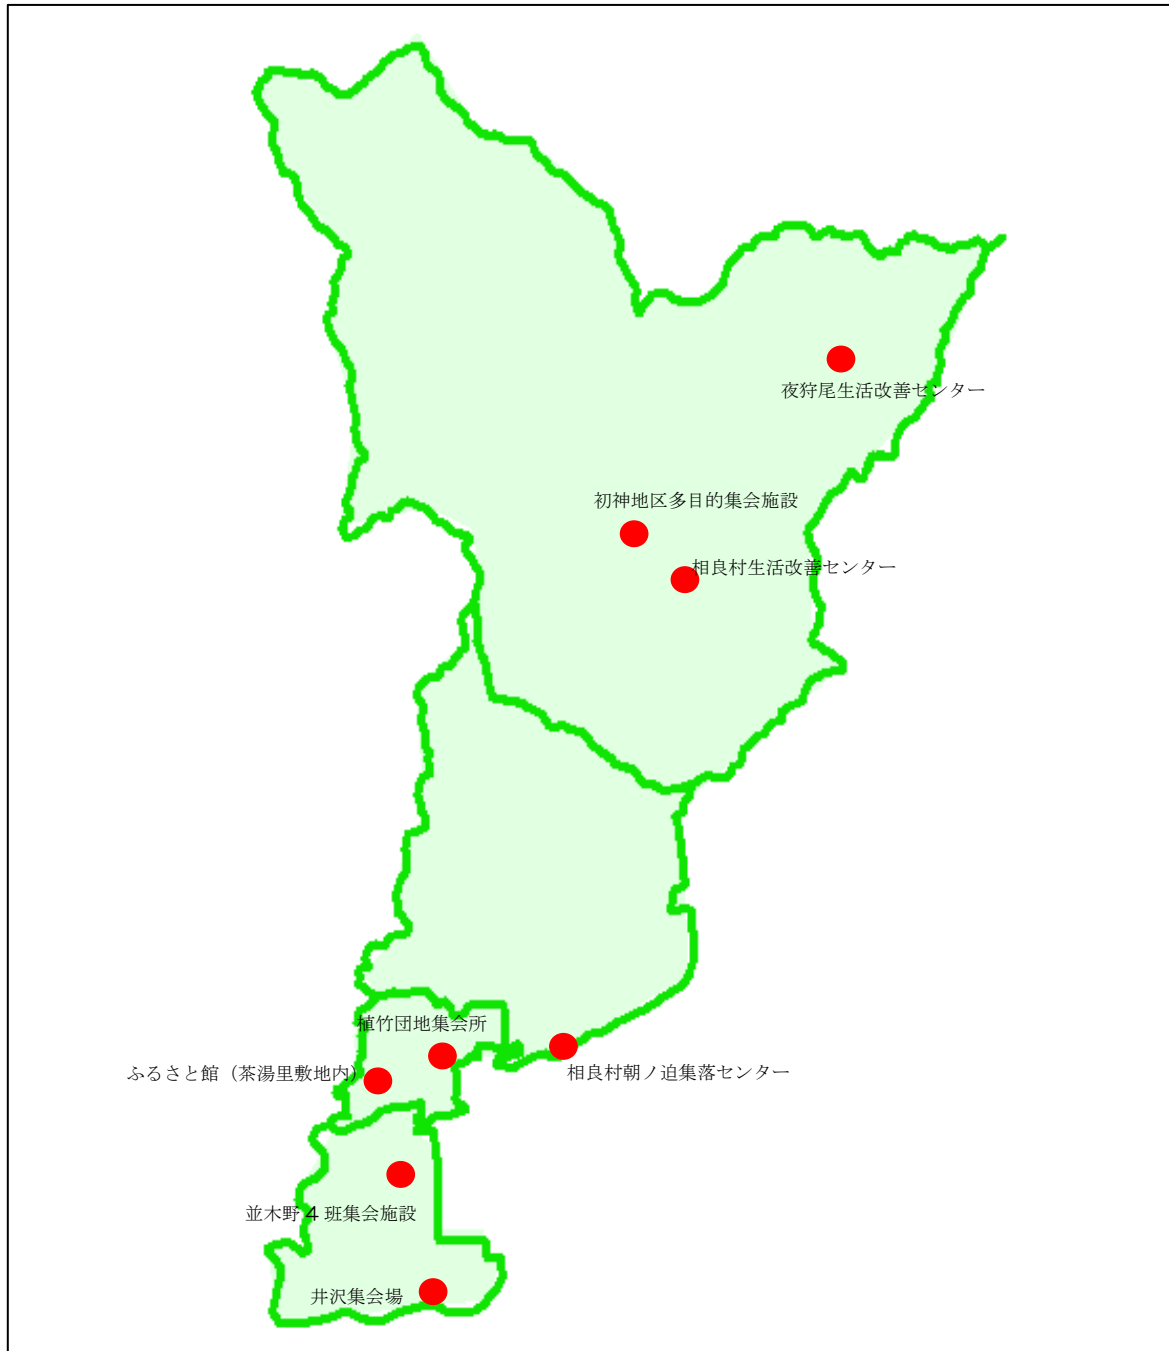 夜狩尾生活改善センター
初神地区多目的集会施設
相良村生活改善センター
植竹団地集会所
ふるさと館（茶湯里敷地内）
相良村朝ノ迫集落センター
並木野４班集会施設
井沢集会場